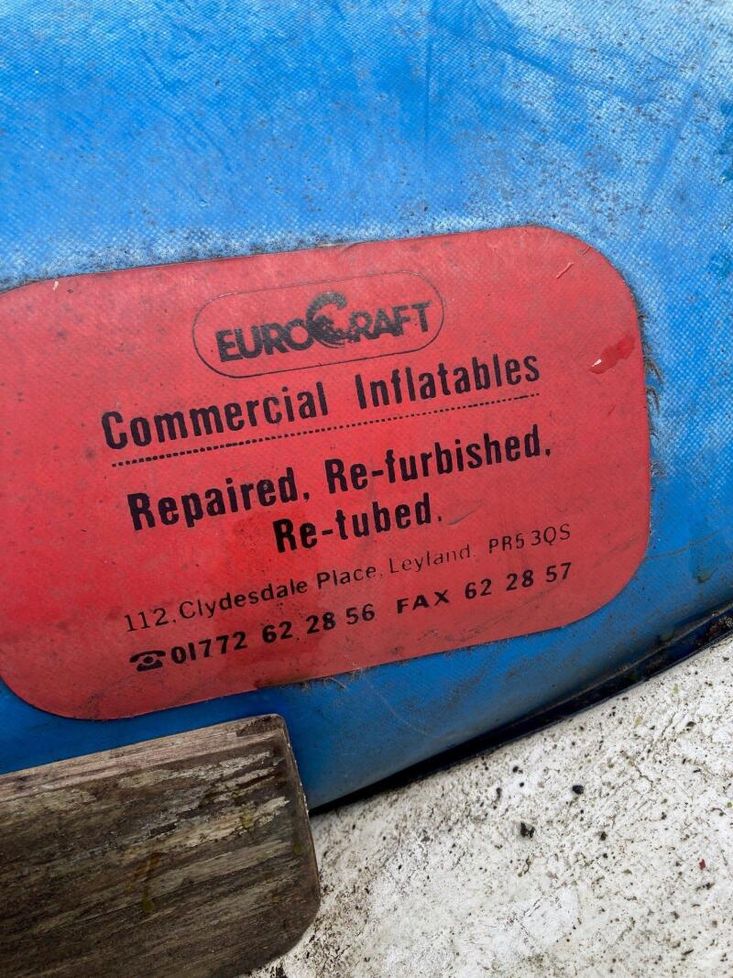 EUROCRAFT
Commercial Inflatables
Repaired, Re-furbished,
Re-tubed.
112, Clydesdale Place, Leyland. PR5 3QS
☎01772 62 28 56 FAX 62 28 57